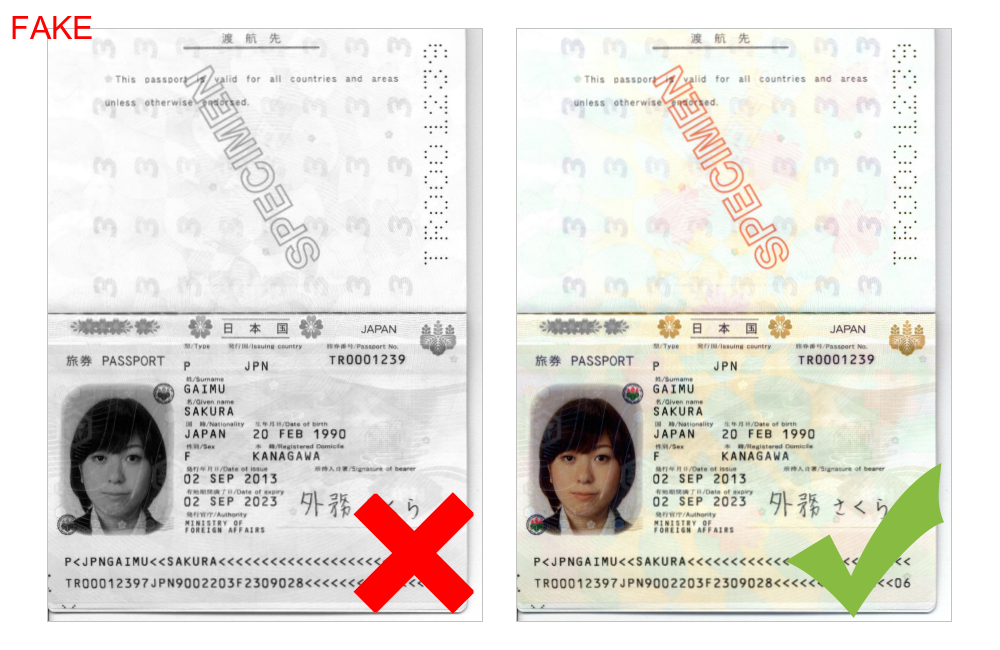 FAKE
渡 航 先
This passport is valid for all countries and areas
unless otherwise endorsed.
SPECIMEN
TR0001239
日 本 国
JAPAN
型/Type 発行国/Issuing country 旅券番号/Passport No.
旅券 PASSPORT P JPN TR0001239
姓/Surname
GAIMU
名/Given name
SAKURA
国 籍/Nationality 生年月日/Date of birth
JAPAN 20 FEB 1990
性別/Sex 本 籍/Registered Domicile
F KANAGAWA
発行年月日/Date of issue 所持人自署/Signature of bearer
02 SEP 2013
有効期間満了日/Date of expiry
02 SEP 2023
外務 くら
発行官庁/Authority
MINISTRY OF
FOREIGN AFFAIRS
P<JPNGAIMU<<SAKURA<<<<<<<<<<<<<<<<<<<
TR00012397JPN9002203F2309028<<<<<<
渡 航 先
This passport is valid for all countries and areas
unless otherwise endorsed.
SPECIMEN
TR0001239
日 本 国
JAPAN
型/Type 発行国/Issuing country 旅券番号/Passport No.
旅券 PASSPORT P JPN TR0001239
姓/Surname
GAIMU
名/Given name
SAKURA
国 籍/Nationality 生年月日/Date of birth
JAPAN 20 FEB 1990
性別/Sex 本 籍/Registered Domicile
F KANAGAWA
発行年月日/Date of issue 所持人自署/Signature of bearer
02 SEP 2013
有効期間満了日/Date of expiry
02 SEP 2023
外務 さくら
発行官庁/Authority
MINISTRY OF
FOREIGN AFFAIRS
P<JPNGAIMU<<SAKURA<<<<<<<<<<<<<<<<<<<
TR00012397JPN9002203F2309028<<<<<<06